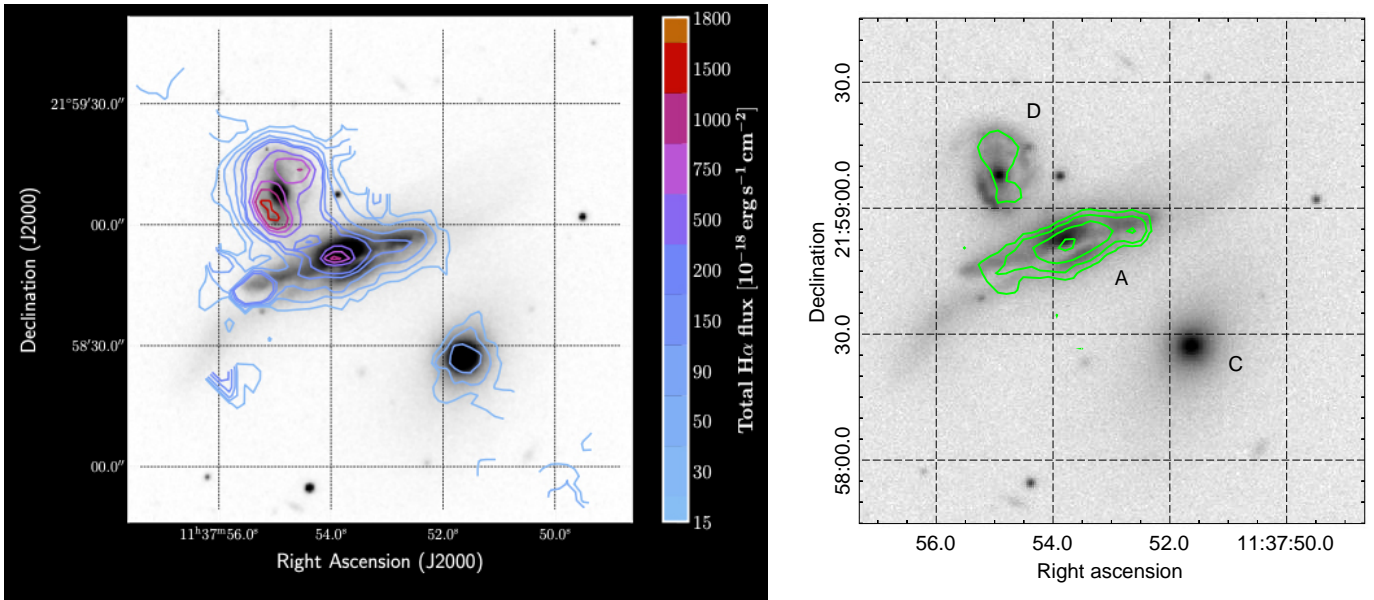 1800
1500
1000
750
500
200
150
90
50
30
15
Total Hα flux [10⁻¹⁸ erg s⁻¹ cm⁻²]
21°59′30.0″
00.0″
58′30.0″
00.0″
Declination (J2000)
11ʰ37ᵐ56.0ˢ 54.0ˢ 52.0ˢ 50.0ˢ
Right Ascension (J2000)
D
A
C
30.0
21:59:00.0
30.0
58:00.0
Declination
56.0 54.0 52.0 11:37:50.0
Right ascension